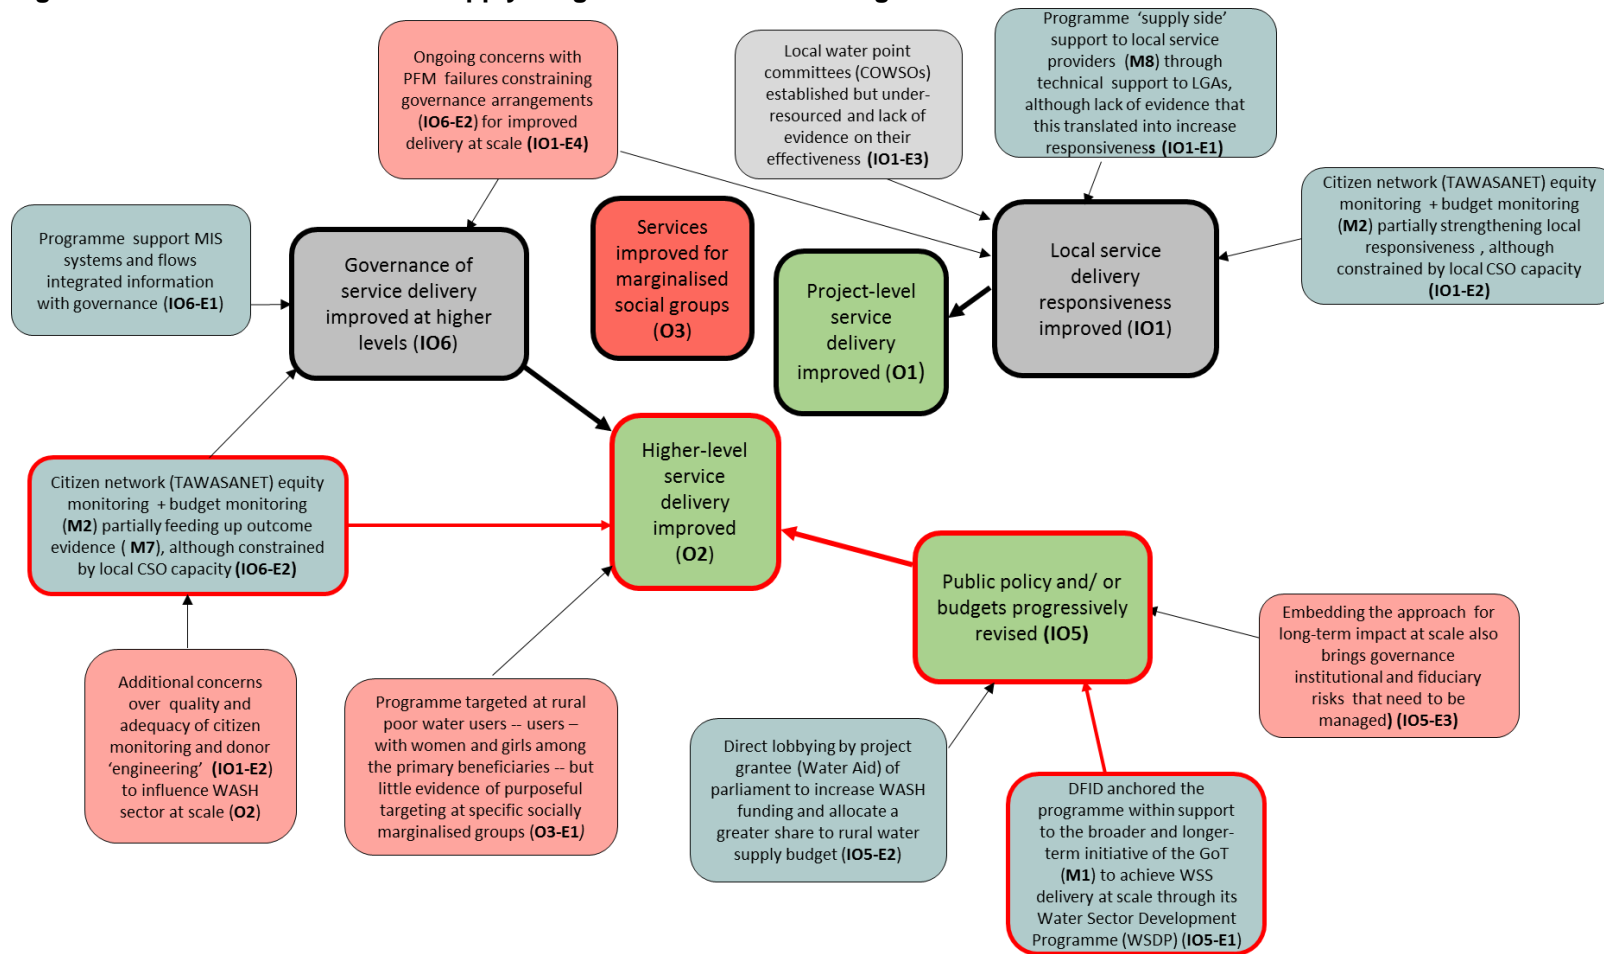 Ongoing concerns with
PFM failures constraining
governance arrangements
(IO6-E2) for improved
delivery at scale (IO1-E4)
Local water point
committees (COWSOs)
established but under-
resourced and lack of
evidence on their
effectiveness (IO1-E3)
Programme ‘supply side’
support to local service
providers (M8) through
technical support to LGAs,
although lack of evidence that
this translated into increase
responsiveness (IO1-E1)
Citizen network (TAWASANET) equity
monitoring + budget monitoring
(M2) partially strengthening local
responsiveness , although
constrained by local CSO capacity
(IO1-E2)
Programme support MIS
systems and flows
integrated information
with governance (IO6-E1)
Governance of
service delivery
improved at higher
levels (IO6)
Services
improved for
marginalised
social groups
(O3)
Project-level
service
delivery
improved (O1)
Local service
delivery
responsiveness
improved (IO1)
Higher-level
service
delivery
improved
(O2)
Citizen network (TAWASANET) equity
monitoring + budget monitoring
(M2) partially feeding up outcome
evidence ( M7), although constrained
by local CSO capacity (IO6-E2)
Public policy and/ or
budgets progressively
revised (IO5)
Embedding the approach for
long-term impact at scale also
brings governance
institutional and fiduciary
risks that need to be
managed) (IO5-E3)
Additional concerns
over quality and
adequacy of citizen
monitoring and donor
‘engineering’ (IO1-E2)
to influence WASH
sector at scale (O2)
Programme targeted at rural
poor water users -- users –
with women and girls among
the primary beneficiaries -- but
little evidence of purposeful
targeting at specific socially
marginalised groups (O3-E1)
Direct lobbying by project
grantee (Water Aid) of
parliament to increase WASH
funding and allocate a
greater share to rural water
supply budget (IO5-E2)
DFID anchored the
programme within support
to the broader and longer-
term initiative of the GoT
(M1) to achieve WSS
delivery at scale through its
Water Sector Development
Programme (WSDP) (IO5-E1)